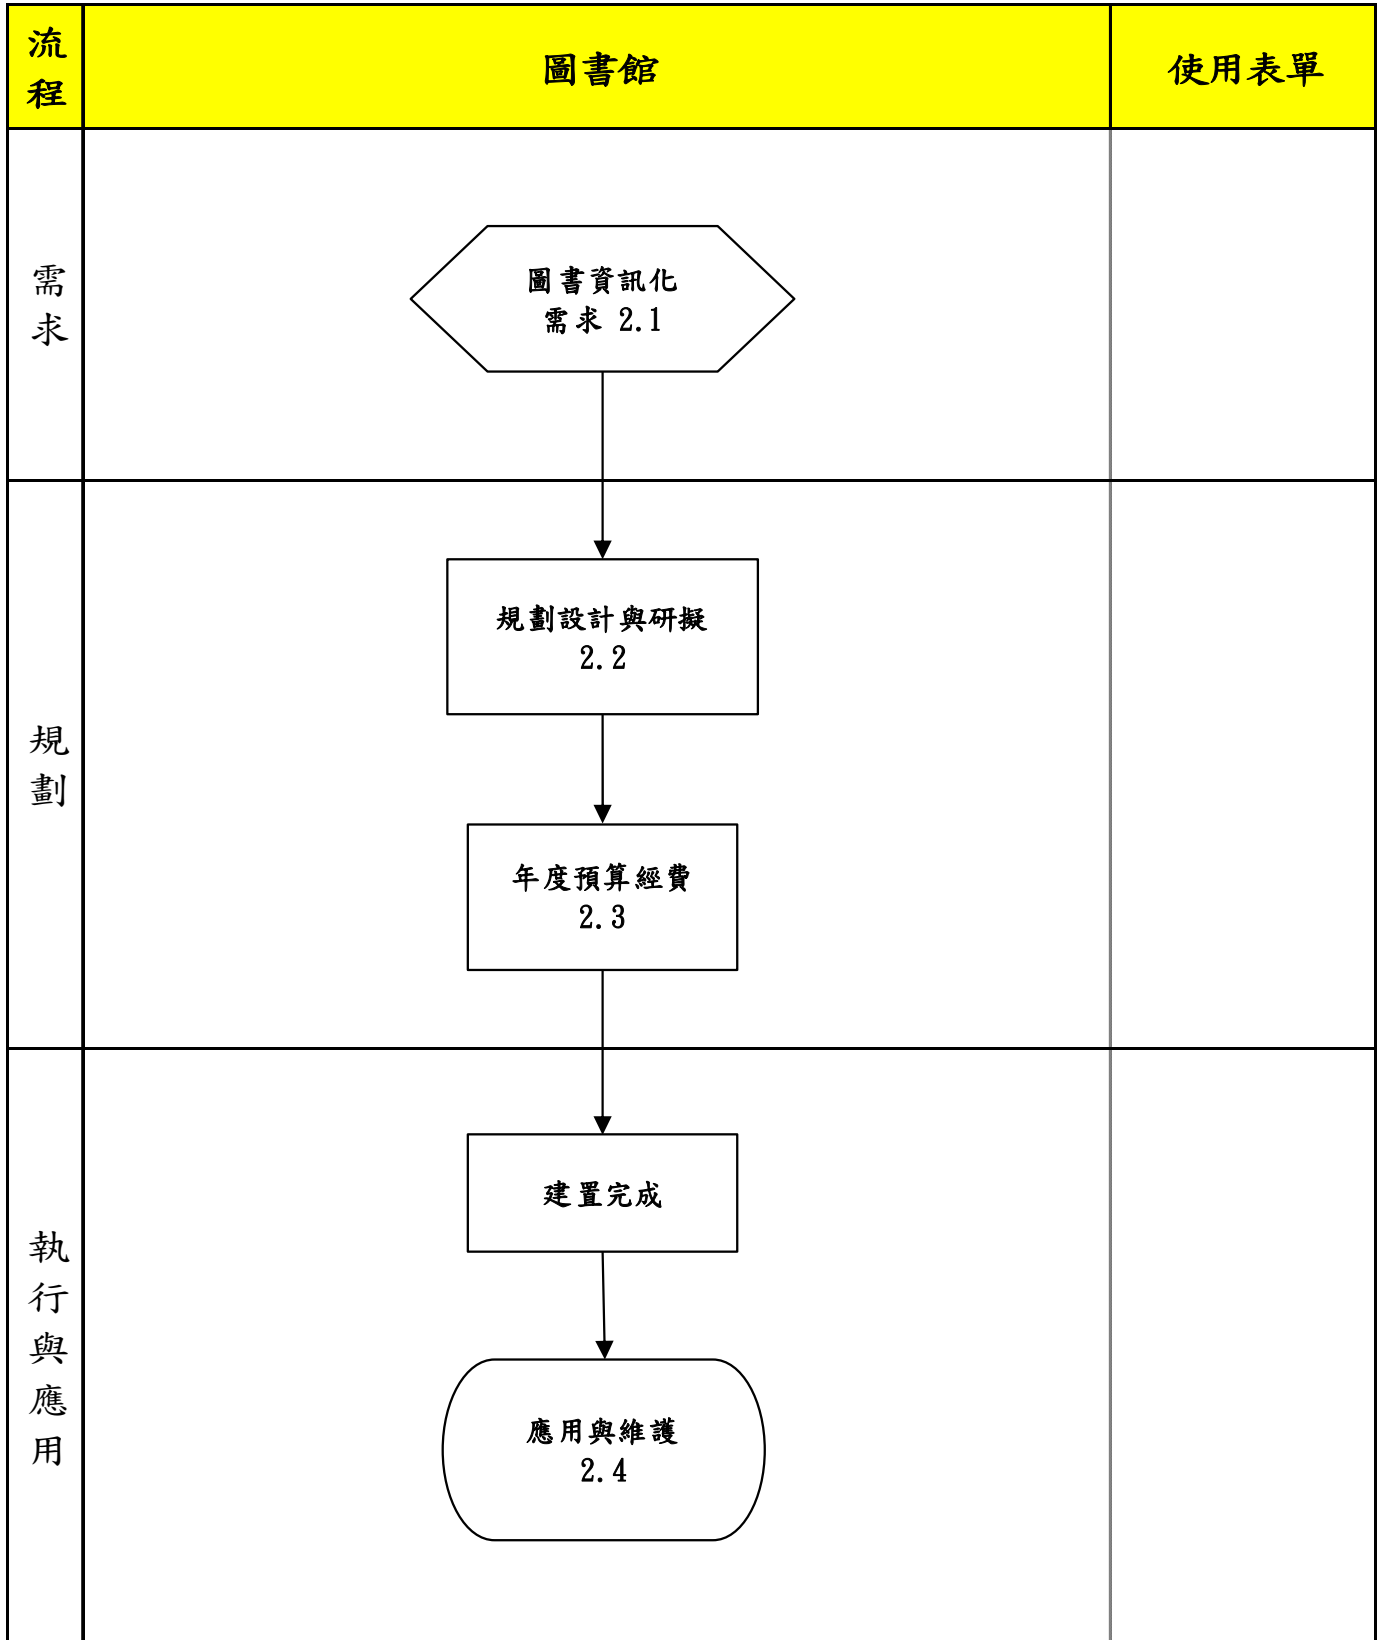 流
程
圖書館
使用表單
需
求
圖書資訊化
需求 2.1
規
劃
規劃設計與研擬
2.2
年度預算經費
2.3
執
行
與
應
用
建置完成
應用與維護
2.4